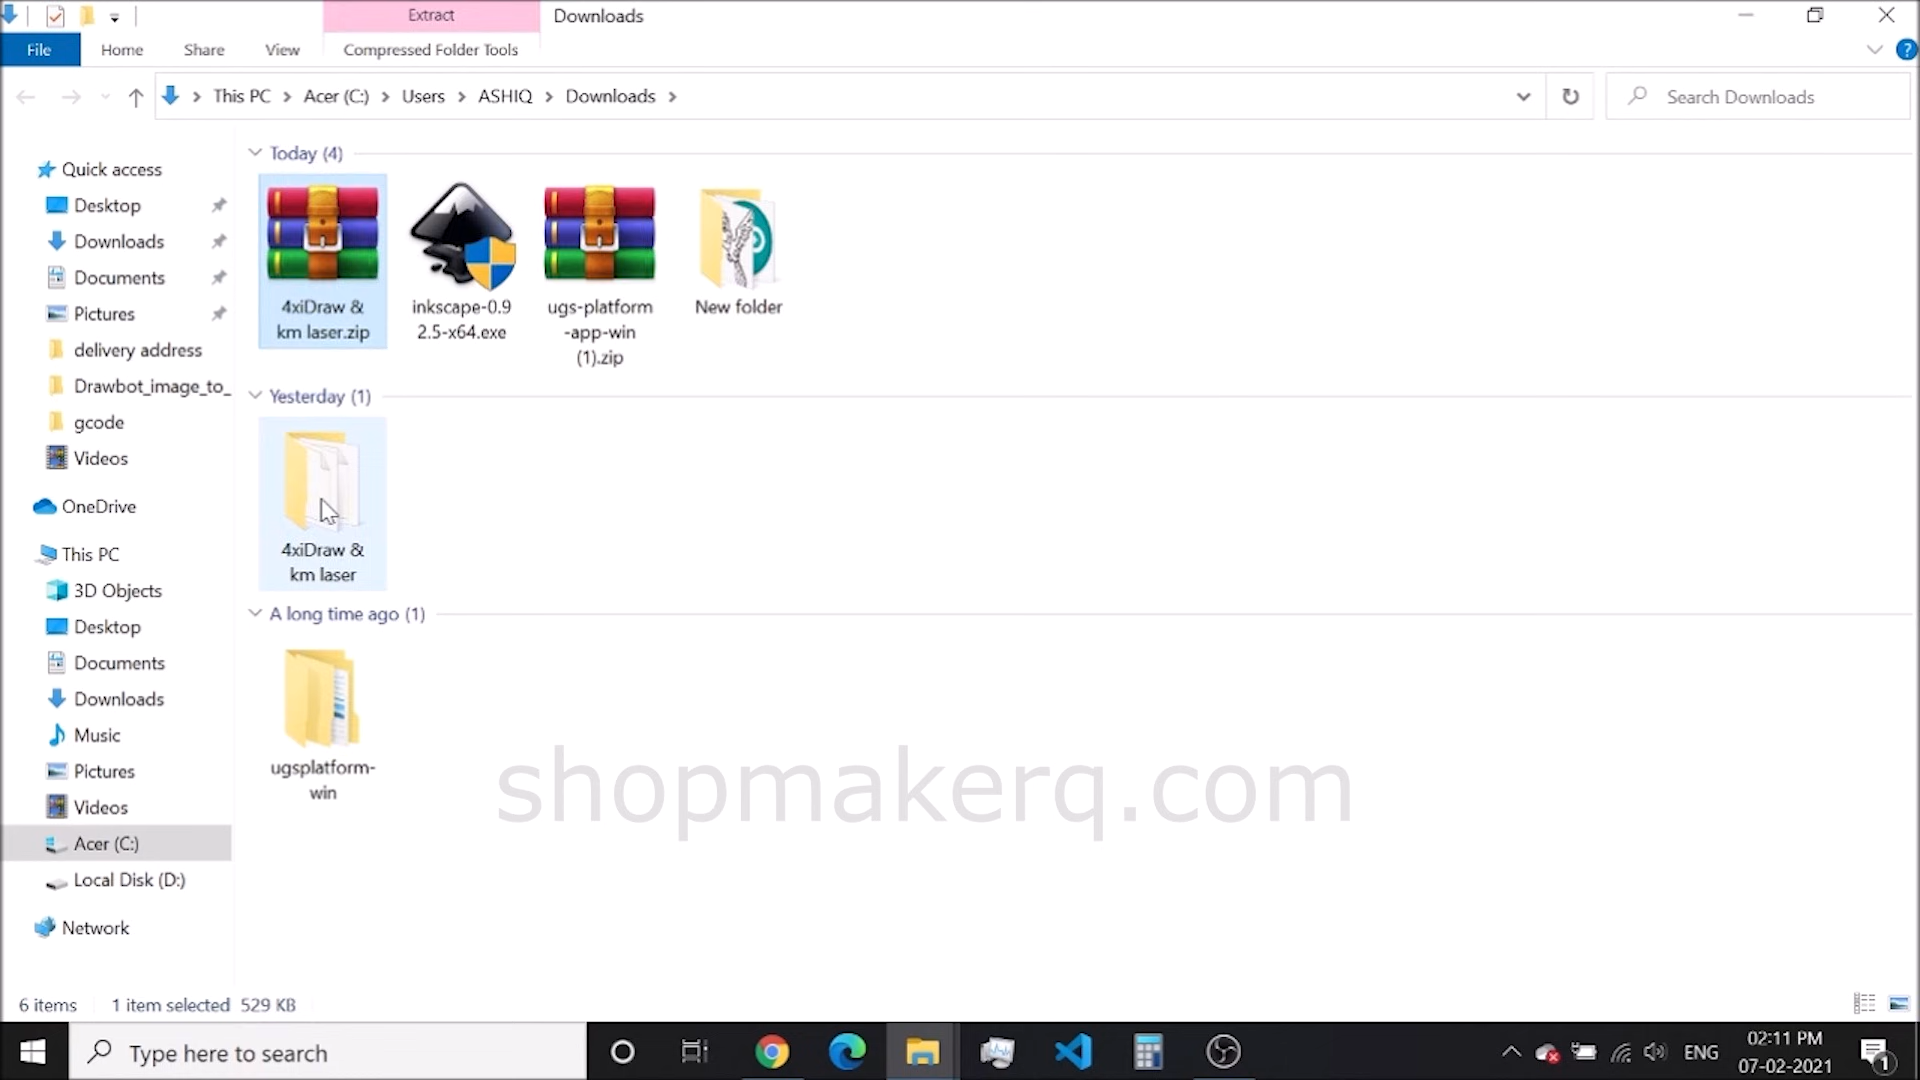 Extract
Downloads
File
Home
Share
View
Compressed Folder Tools
This PC
Acer (C:)
Users
ASHIQ
Downloads
Search Downloads
Quick access
Desktop
Downloads
Documents
Pictures
delivery address
Drawbot_image_to_
gcode
Videos
OneDrive
This PC
3D Objects
Desktop
Documents
Downloads
Music
Pictures
Videos
Acer (C:)
Local Disk (D:)
Network
Today (4)
4xiDraw &
km laser.zip
inkscape-0.9
2.5-x64.exe
ugs-platform
-app-win
(1).zip
New folder
Yesterday (1)
4xiDraw &
km laser
A long time ago (1)
ugsplatform-
win
shopmakerq.com
6 items
1 item selected 529 KB
Type here to search
ENG
02:11 PM
07-02-2021
1